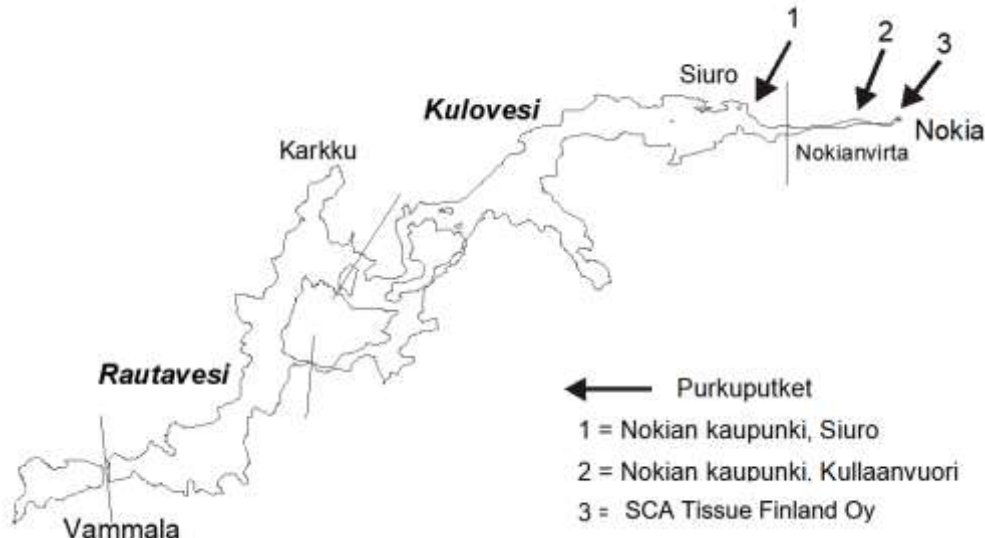 1
2
3
Siuro
Kulovesi
Nokia
Nokianvirta
Karkku
Rautavesi
Purkuputket
1 = Nokian kaupunki, Siuro
2 = Nokian kaupunki, Kullaanvuori
3 = SCA Tissue Finland Oy
Vammala